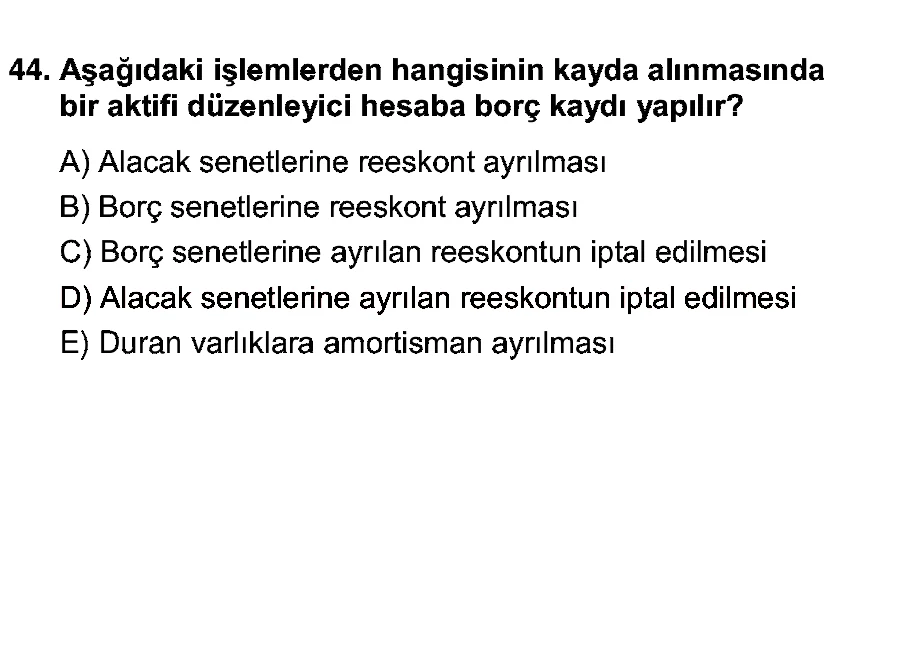 44. Aşağıdaki işlemlerden hangisinin kayda alınmasında
bir aktifi düzenleyici hesaba borç kaydı yapılır?
A) Alacak senetlerine reeskont ayrılması
B) Borç senetlerine reeskont ayrılması
C) Borç senetlerine ayrılan reeskontun iptal edilmesi
D) Alacak senetlerine ayrılan reeskontun iptal edilmesi
E) Duran varlıklara amortisman ayrılması